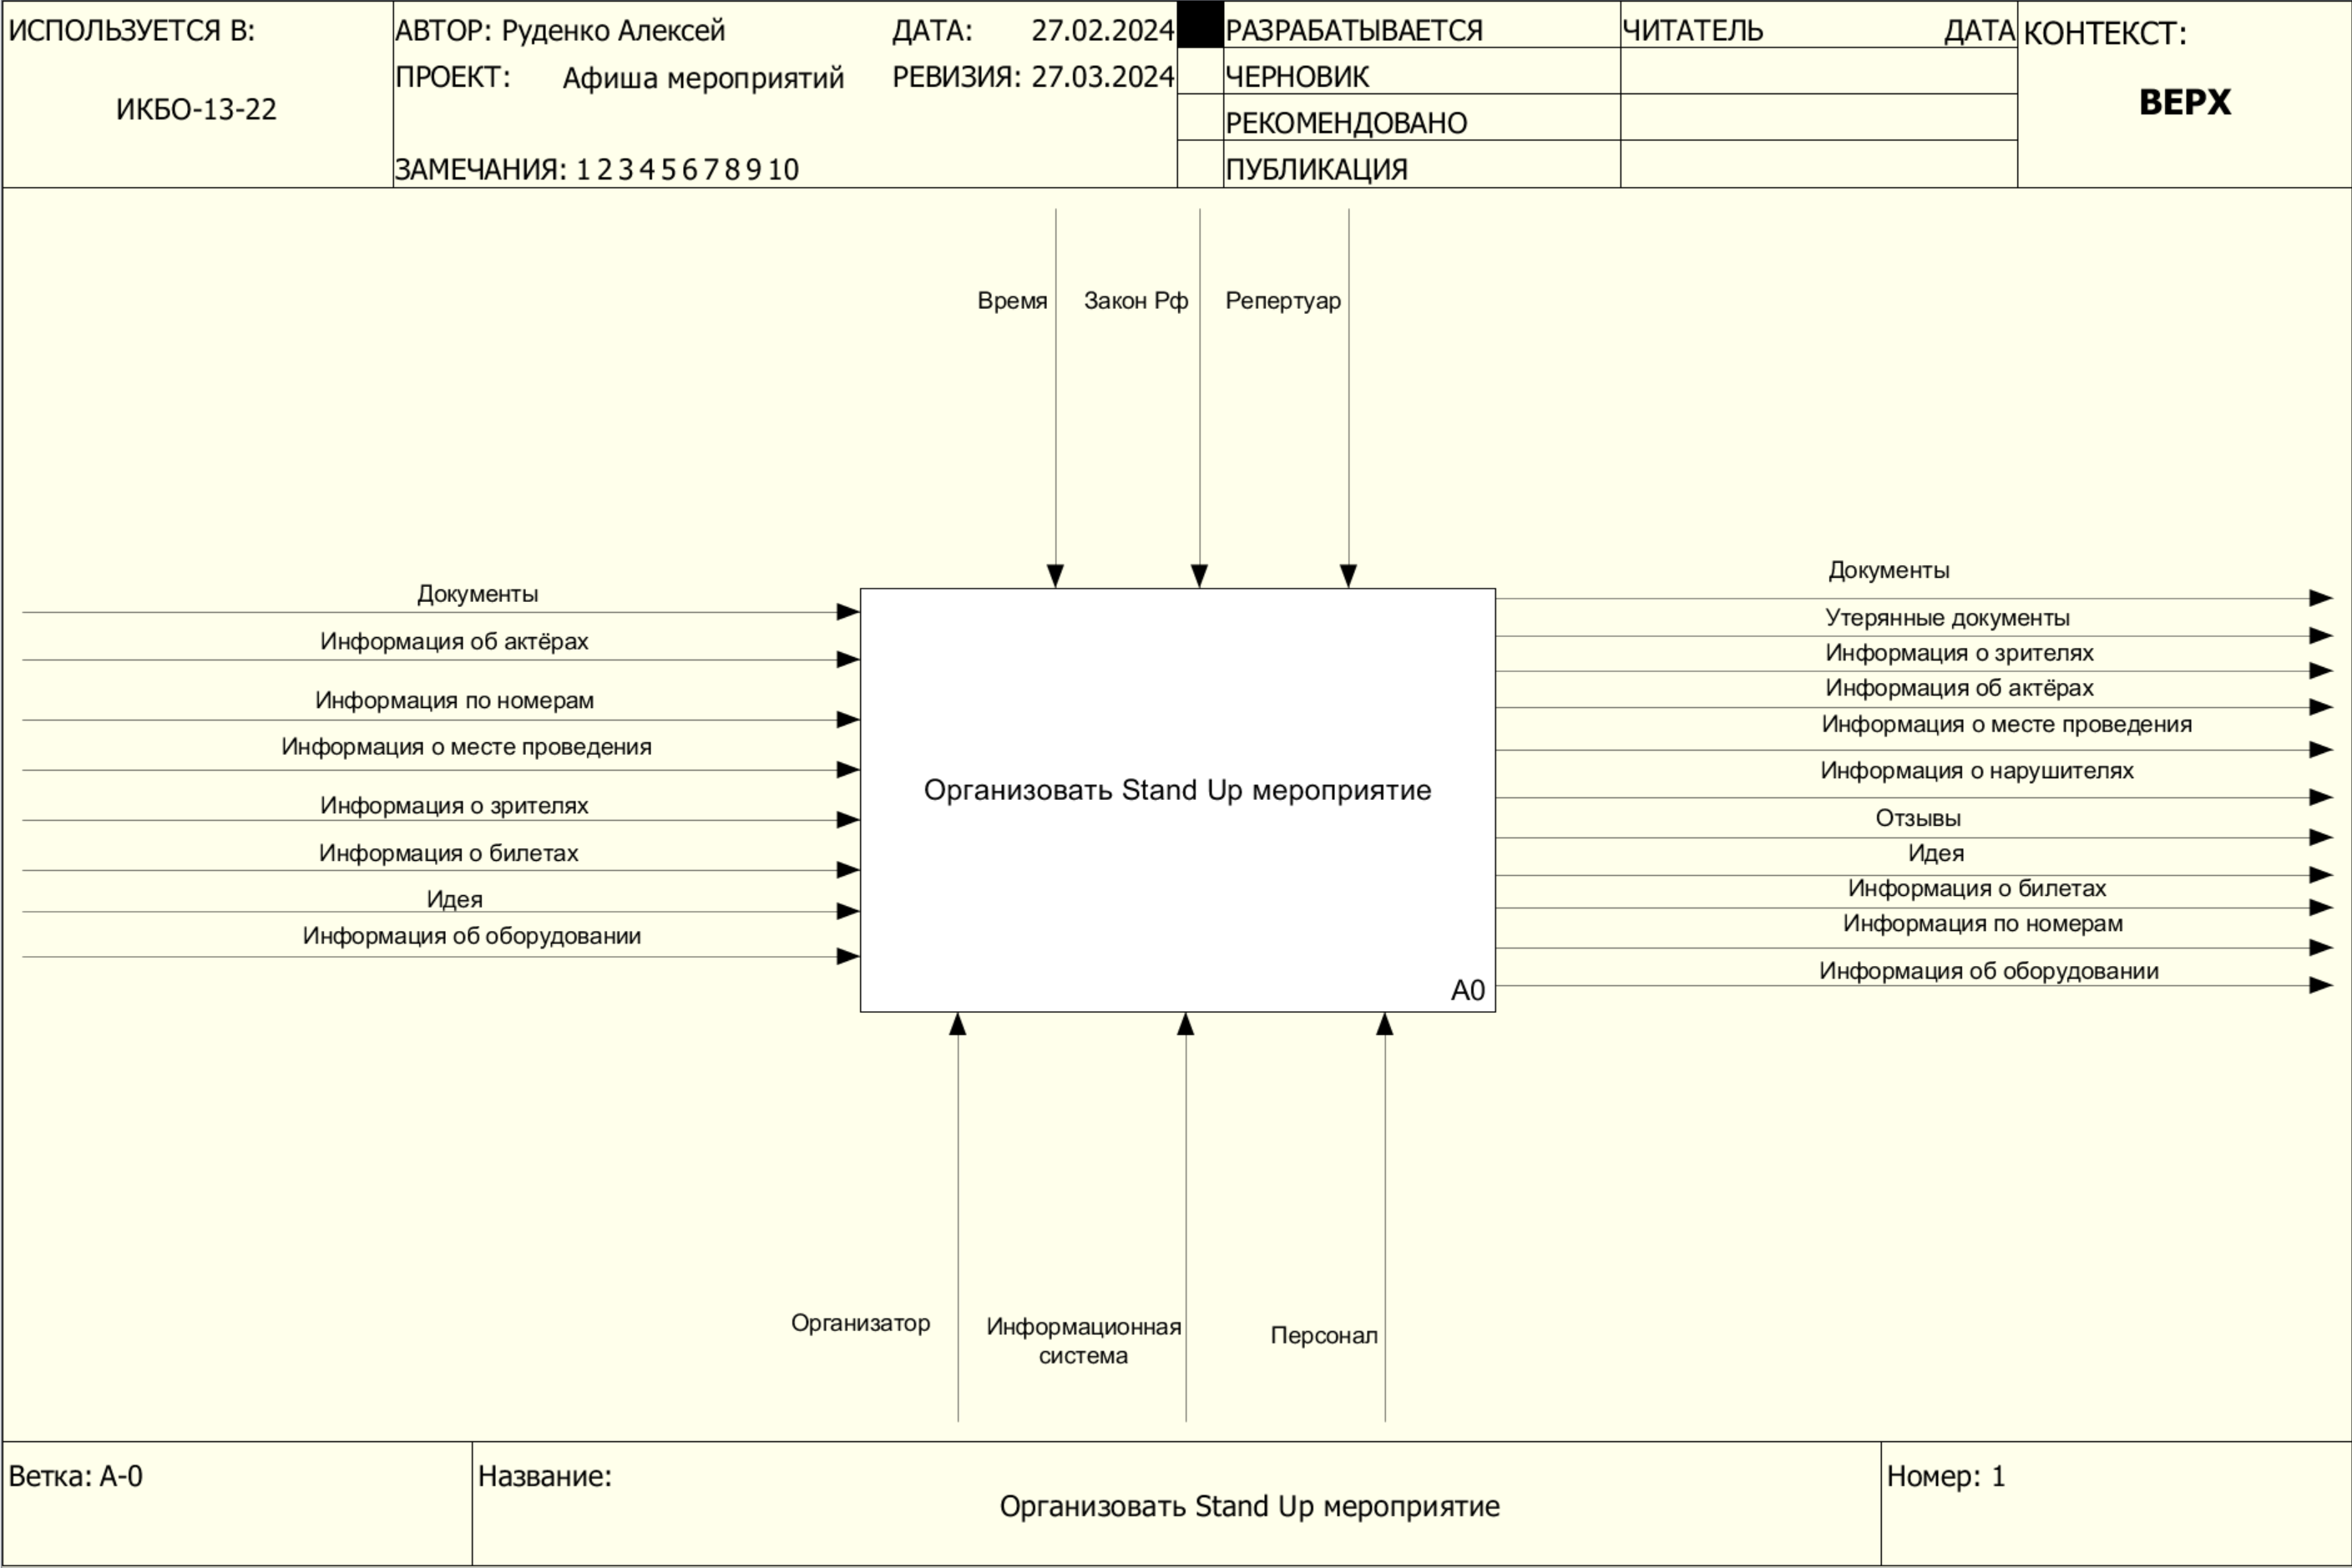 ИСПОЛЬЗУЕТСЯ В:
ИКБО-13-22
АВТОР: Руденко Алексей
ДАТА: 27.02.2024
ПРОЕКТ: Афиша мероприятий
РЕВИЗИЯ: 27.03.2024
ЗАМЕЧАНИЯ: 1 2 3 4 5 6 7 8 9 10
РАЗРАБАТЫВАЕТСЯ
ЧЕРНОВИК
РЕКОМЕНДОВАНО
ПУБЛИКАЦИЯ
ЧИТАТЕЛЬ ДАТА
КОНТЕКСТ:
ВЕРХ
Время
Закон Рф
Репертуар
Документы
Информация об актёрах
Информация по номерам
Информация о месте проведения
Информация о зрителях
Информация о билетах
Идея
Информация об оборудовании
Организовать Stand Up мероприятие
A0
Документы
Утерянные документы
Информация о зрителях
Информация об актёрах
Информация о месте проведения
Информация о нарушителях
Отзывы
Идея
Информация о билетах
Информация по номерам
Информация об оборудовании
Организатор
Информационная
система
Персонал
Ветка: A-0
Название:
Организовать Stand Up мероприятие
Номер: 1